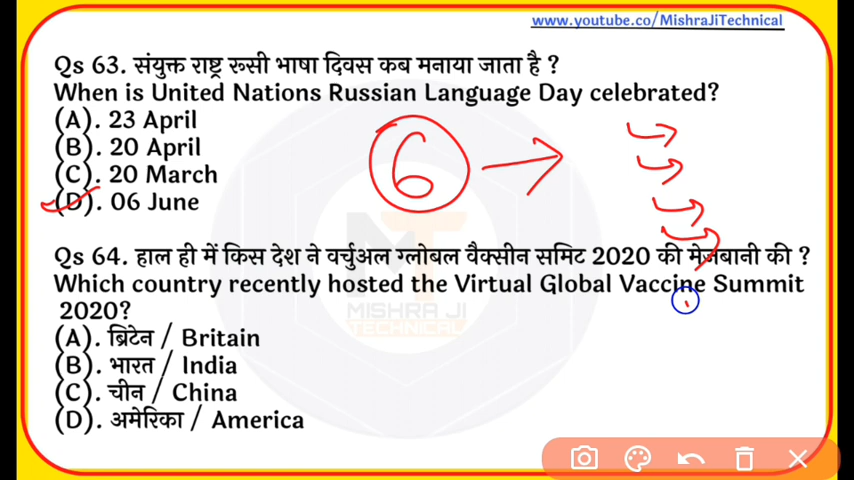 www.youtube.co/MishraJiTechnical
Qs 63. संयुक्त राष्ट्र रूसी भाषा दिवस कब मनाया जाता है ?
When is United Nations Russian Language Day celebrated?
(A). 23 April
(B). 20 April
(C). 20 March
(D). 06 June
6
Qs 64. हाल ही में किस देश ने वर्चुअल ग्लोबल वैक्सीन समिट 2020 की मेजबानी की ?
Which country recently hosted the Virtual Global Vaccine Summit
2020?
(A). ब्रिटेन / Britain
(B). भारत / India
(C). चीन / China
(D). अमेरिका / America
MT
MISHRA JI
TECHNICAL